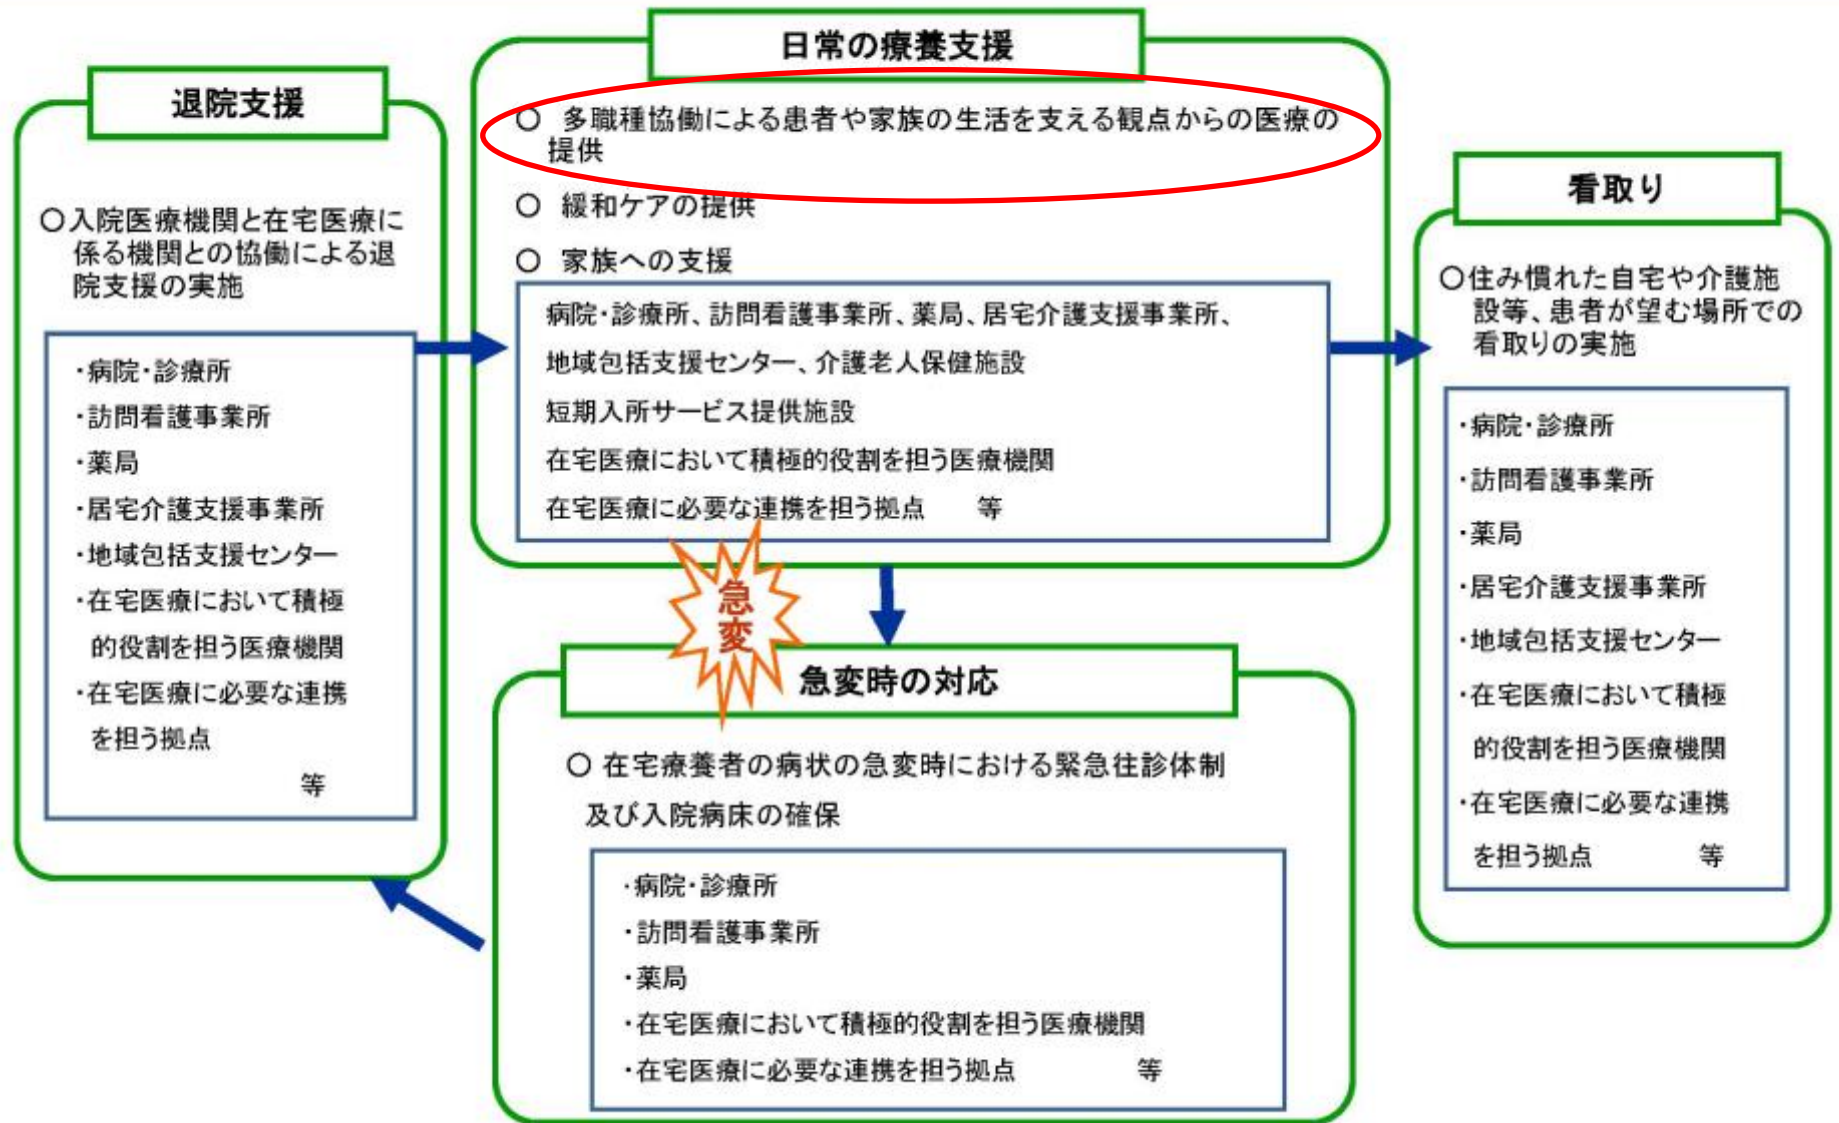 退院支援
○入院医療機関と在宅医療に
係る機関との協働による退
院支援の実施
・病院・診療所
・訪問看護事業所
・薬局
・居宅介護支援事業所
・地域包括支援センター
・在宅医療において積極
的役割を担う医療機関
・在宅医療に必要な連携
を担う拠点
等
日常の療養支援
○ 多職種協働による患者や家族の生活を支える観点からの医療の
提供
○ 緩和ケアの提供
○ 家族への支援
病院・診療所、訪問看護事業所、薬局、居宅介護支援事業所、
地域包括支援センター、介護老人保健施設
短期入所サービス提供施設
在宅医療において積極的役割を担う医療機関
在宅医療に必要な連携を担う拠点 等
急
変
急変時の対応
○ 在宅療養者の病状の急変時における緊急往診体制
及び入院病床の確保
・病院・診療所
・訪問看護事業所
・薬局
・在宅医療において積極的役割を担う医療機関
・在宅医療に必要な連携を担う拠点 等
看取り
○住み慣れた自宅や介護施
設等、患者が望む場所での
看取りの実施
・病院・診療所
・訪問看護事業所
・薬局
・居宅介護支援事業所
・地域包括支援センター
・在宅医療において積極
的役割を担う医療機関
・在宅医療に必要な連携
を担う拠点 等